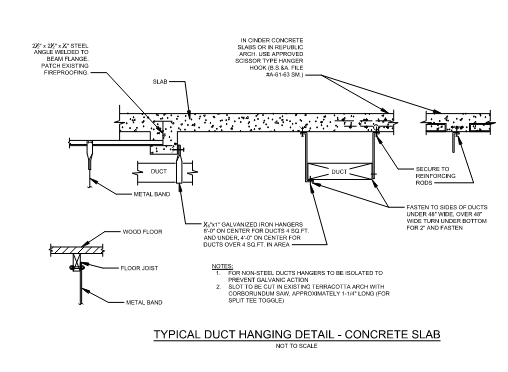 2½" x 2½" x ¼" STEEL
ANGLE WELDED TO
BEAM FLANGE.
PATCH EXISTING
FIREPROOFING.
SLAB
IN CINDER CONCRETE
SLABS OR IN REPUBLIC
ARCH. USE APPROVED
SCISSOR TYPE HANGER
HOOK (B.S.&A. FILE
#A-61-63 SM.)
DUCT
DUCT
METAL BAND
SECURE TO
REINFORCING
RODS
x1" GALVANIZED IRON HANGERS
8'-0" ON CENTER FOR DUCTS 4 SQ.FT.
AND UNDER, 4'-0" ON CENTER FOR
DUCTS OVER 4 SQ.FT. IN AREA
FASTEN TO SIDES OF DUCTS
UNDER 48" WIDE, OVER 48"
WIDE TURN UNDER BOTTOM
FOR 2" AND FASTEN
WOOD FLOOR
FLOOR JOIST
METAL BAND
NOTES:
1. FOR NON-STEEL DUCTS HANGERS TO BE ISOLATED TO
PREVENT GALVANIC ACTION
2. SLOT TO BE CUT IN EXISTING TERRACOTTA ARCH WITH
CORBORUNDUM SAW, APPROXIMATELY 1-1/4" LONG (FOR
SPLIT TEE TOGGLE)
TYPICAL DUCT HANGING DETAIL - CONCRETE SLAB
NOT TO SCALE